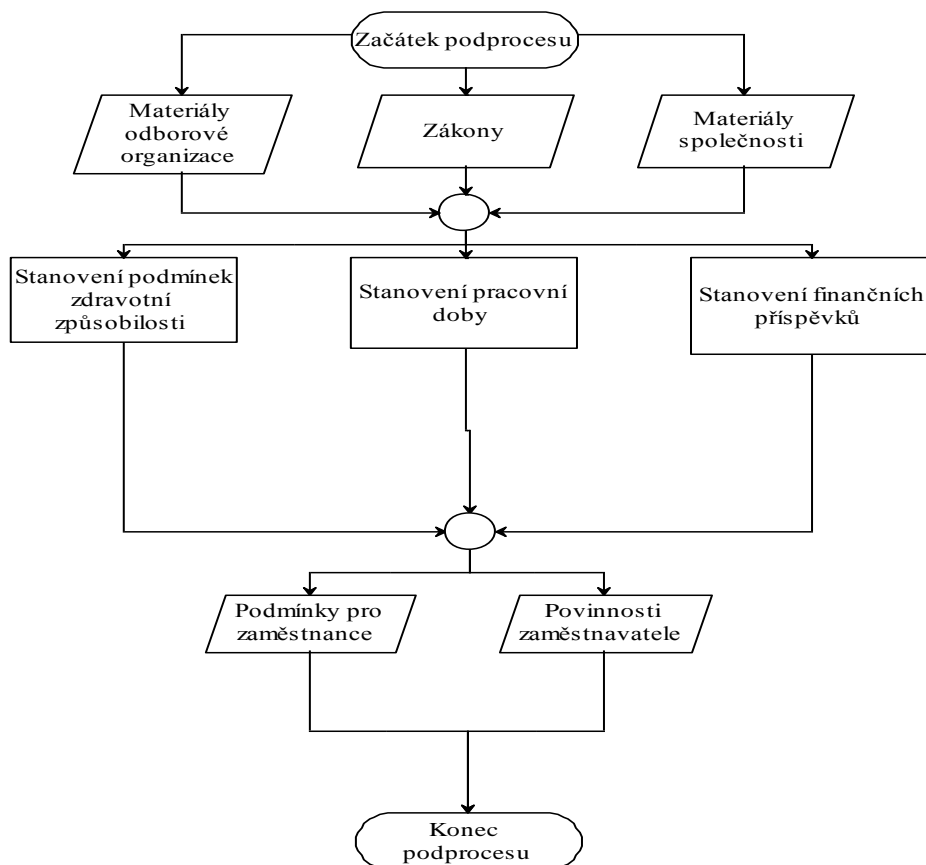 Začátek podprocesu
Materiály
odborové
organizace
Zákony
Materiály
společnosti
Stanovení podmínek
zdravotní
způsobilosti
Stanovení pracovní
doby
Stanovení finančních
příspěvků
Podmínky pro
zaměstnance
Povinnosti
zaměstnavatele
Konec
podprocesu